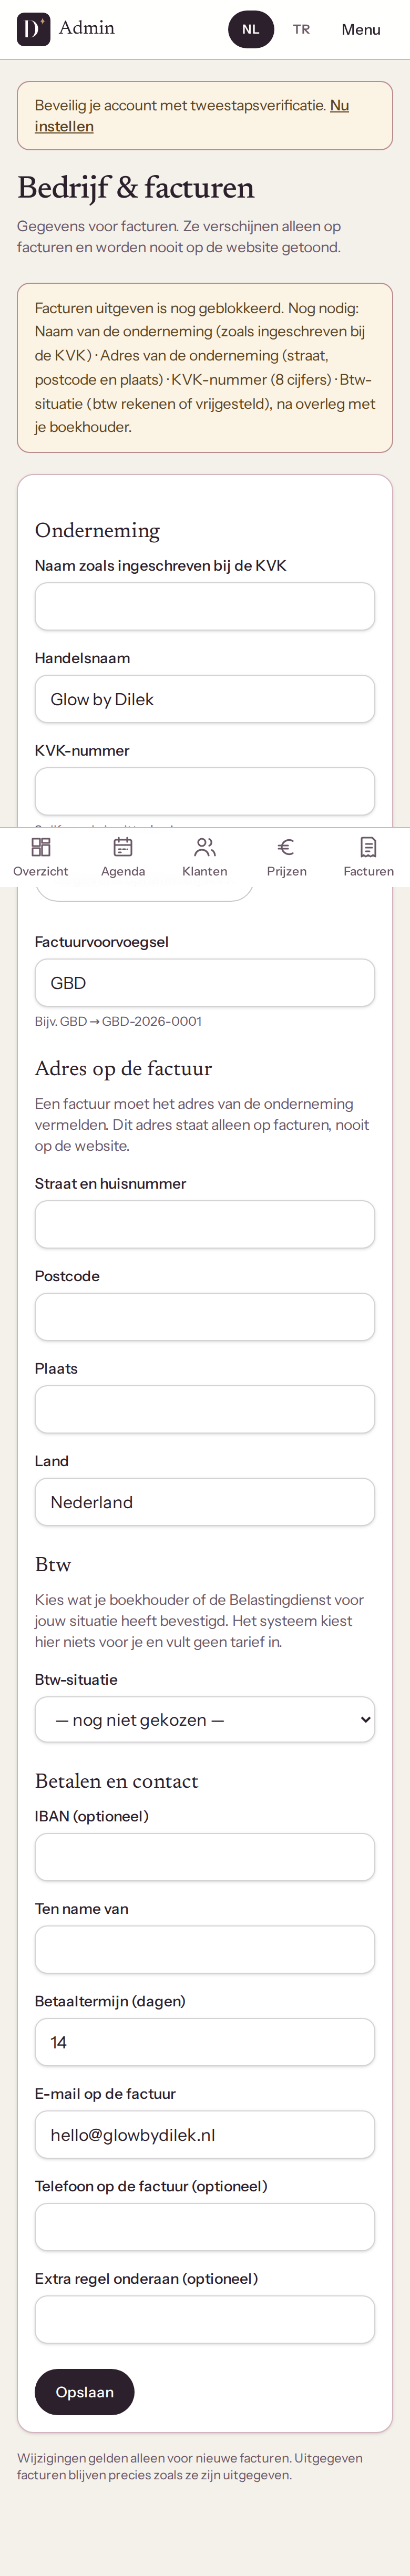 D
Admin
NL
TR
Menu
Beveilig je account met tweestapsverificatie. Nu
instellen
Bedrijf & facturen
Gegevens voor facturen. Ze verschijnen alleen op
facturen en worden nooit op de website getoond.
Facturen uitgeven is nog geblokkeerd. Nog nodig:
Naam van de onderneming (zoals ingeschreven bij
de KVK) · Adres van de onderneming (straat,
postcode en plaats) · KVK-nummer (8 cijfers) · Btw-
situatie (btw rekenen of vrijgesteld), na overleg met
je boekhouder.
Onderneming
Naam zoals ingeschreven bij de KVK
Handelsnaam
Glow by Dilek
KVK-nummer
Overzicht
Agenda
Klanten
Prijzen
Facturen
Factuurvoorvoegsel
GBD
Bijv. GBD → GBD-2026-0001
Adres op de factuur
Een factuur moet het adres van de onderneming
vermelden. Dit adres staat alleen op facturen, nooit
op de website.
Straat en huisnummer
Postcode
Plaats
Land
Nederland
Btw
Kies wat je boekhouder of de Belastingdienst voor
jouw situatie heeft bevestigd. Het systeem kiest
hier niets voor je en vult geen tarief in.
Btw-situatie
— nog niet gekozen —
Betalen en contact
IBAN (optioneel)
Ten name van
Betaaltermijn (dagen)
14
E-mail op de factuur
hello@glowbydilek.nl
Telefoon op de factuur (optioneel)
Extra regel onderaan (optioneel)
Opslaan
Wijzigingen gelden alleen voor nieuwe facturen. Uitgegeven
facturen blijven precies zoals ze zijn uitgegeven.